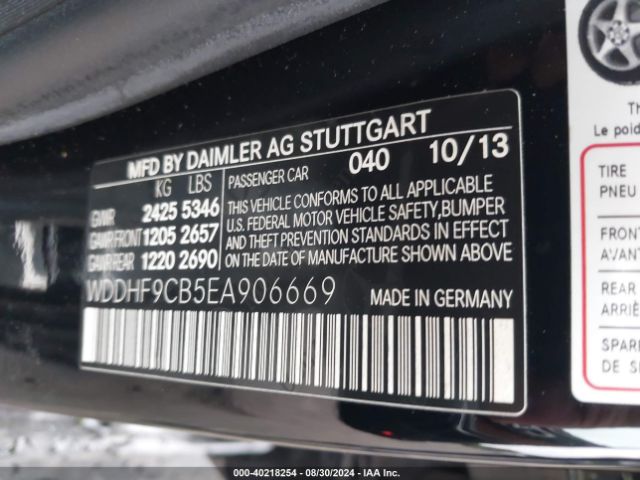 MFD BY DAIMLER AG STUTTGART
KG LBS
PASSENGER CAR 040 10/13
GVWR 2425 5346
GAWR FRONT 1205 2657
GAWR REAR 1220 2690
THIS VEHICLE CONFORMS TO ALL APPLICABLE
U.S. FEDERAL MOTOR VEHICLE SAFETY, BUMPER
AND THEFT PREVENTION STANDARDS IN EFFECT
ON DATE OF MANUFACTURE SHOWN ABOVE
WDDHF9CB5EA906669 MADE IN GERMANY
Le poid
TIRE
PNEU
FRONT
AVANT
REAR
ARRIÈ
SPARE
DE S
000-40218254 - 08/30/2024 - IAA Inc.